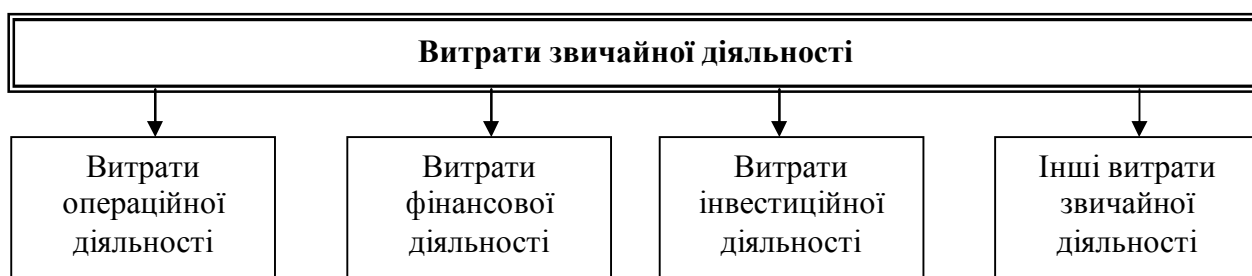 Витрати звичайної діяльності
Витрати
операційної
діяльності
Витрати
фінансової
діяльності
Витрати
інвестиційної
діяльності
Інші витрати
звичайної
діяльності